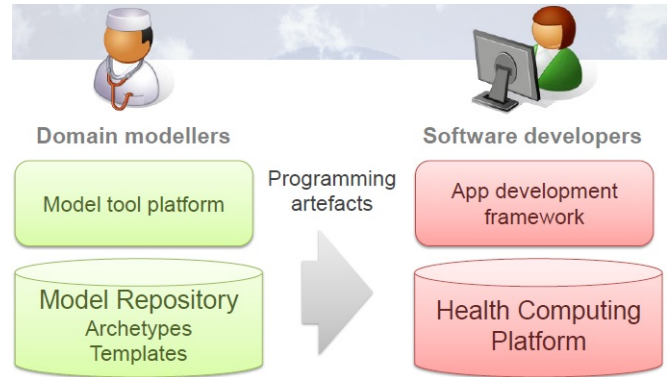 Domain modellers
Software developers
Model tool platform
Programming
artefacts
App development
framework
Model Repository
Archetypes
Templates
Health Computing
Platform